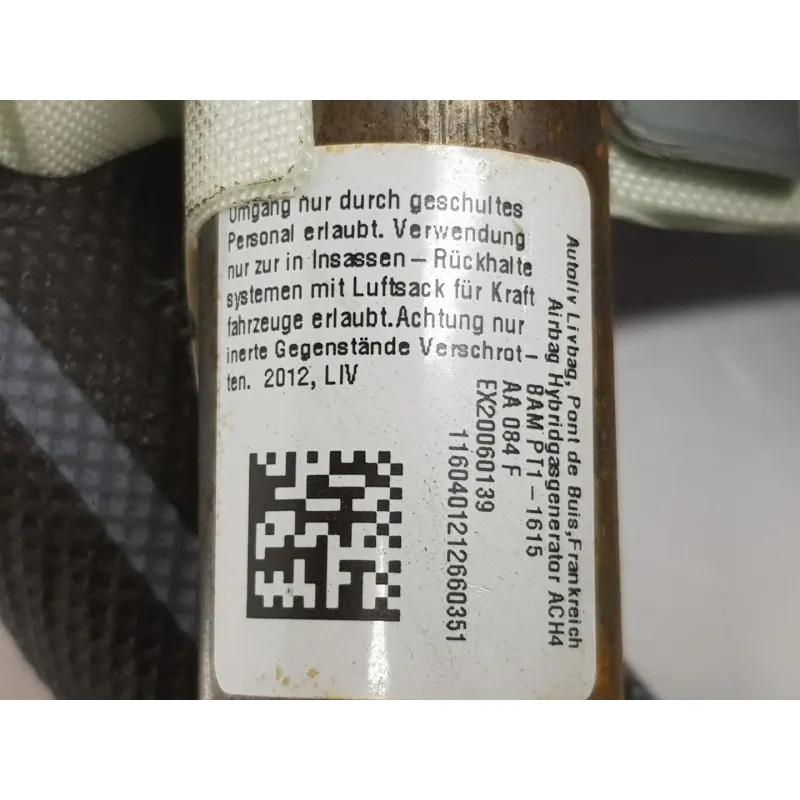 Umgang nur durch geschultes
Personal erlaubt. Verwendung
nur zur in Insassen – Rückhalte
systemen mit Luftsack für Kraft
fahrzeuge erlaubt.Achtung nur
inerte Gegenstände Verschrot–
ten. 2012, LIV
Autoliv Livbag, Pont de Buis,Frankreich
Airbag Hybridgasgenerator ACH4
BAM PT1 – 1615
AA 084 F
EX20060139
1160401212660351